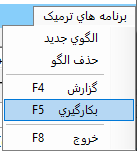 برنامه هاي ترميک
الگوي جديد
حذف الگو
گزارش F4
بکارگيري F5
خروج F8